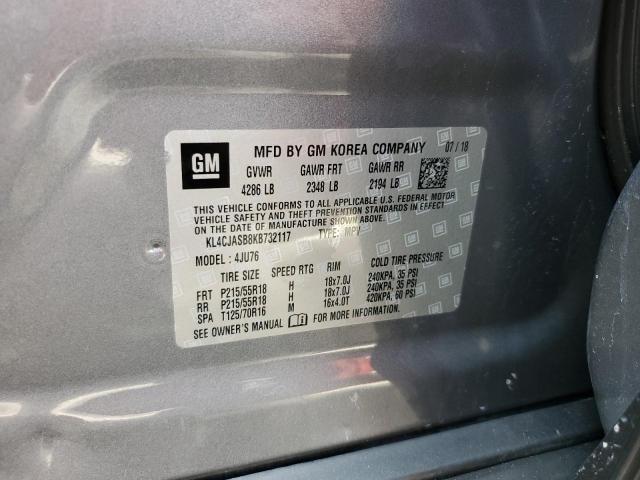 GM MFD BY GM KOREA COMPANY 07 / 18
GVWR GAWR FRT GAWR RR
4286 LB 2348 LB 2194 LB
THIS VEHICLE CONFORMS TO ALL APPLICABLE U.S. FEDERAL MOTOR
VEHICLE SAFETY AND THEFT PREVENTION STANDARDS IN EFFECT ON
THE DATE OF MANUFACTURE SHOWN ABOVE.
KL4CJASB8KB732117 TYPE: MPV
MODEL: 4JU76
TIRE SIZE SPEED RTG RIM COLD TIRE PRESSURE
FRT P215/55R18 H 18x7.0J 240KPA, 35 PSI
RR P215/55R18 H 18x7.0J 240KPA, 35 PSI
SPA T125/70R16 M 16x4.0T 420KPA, 60 PSI
SEE OWNER'S MANUAL FOR MORE INFORMATION.